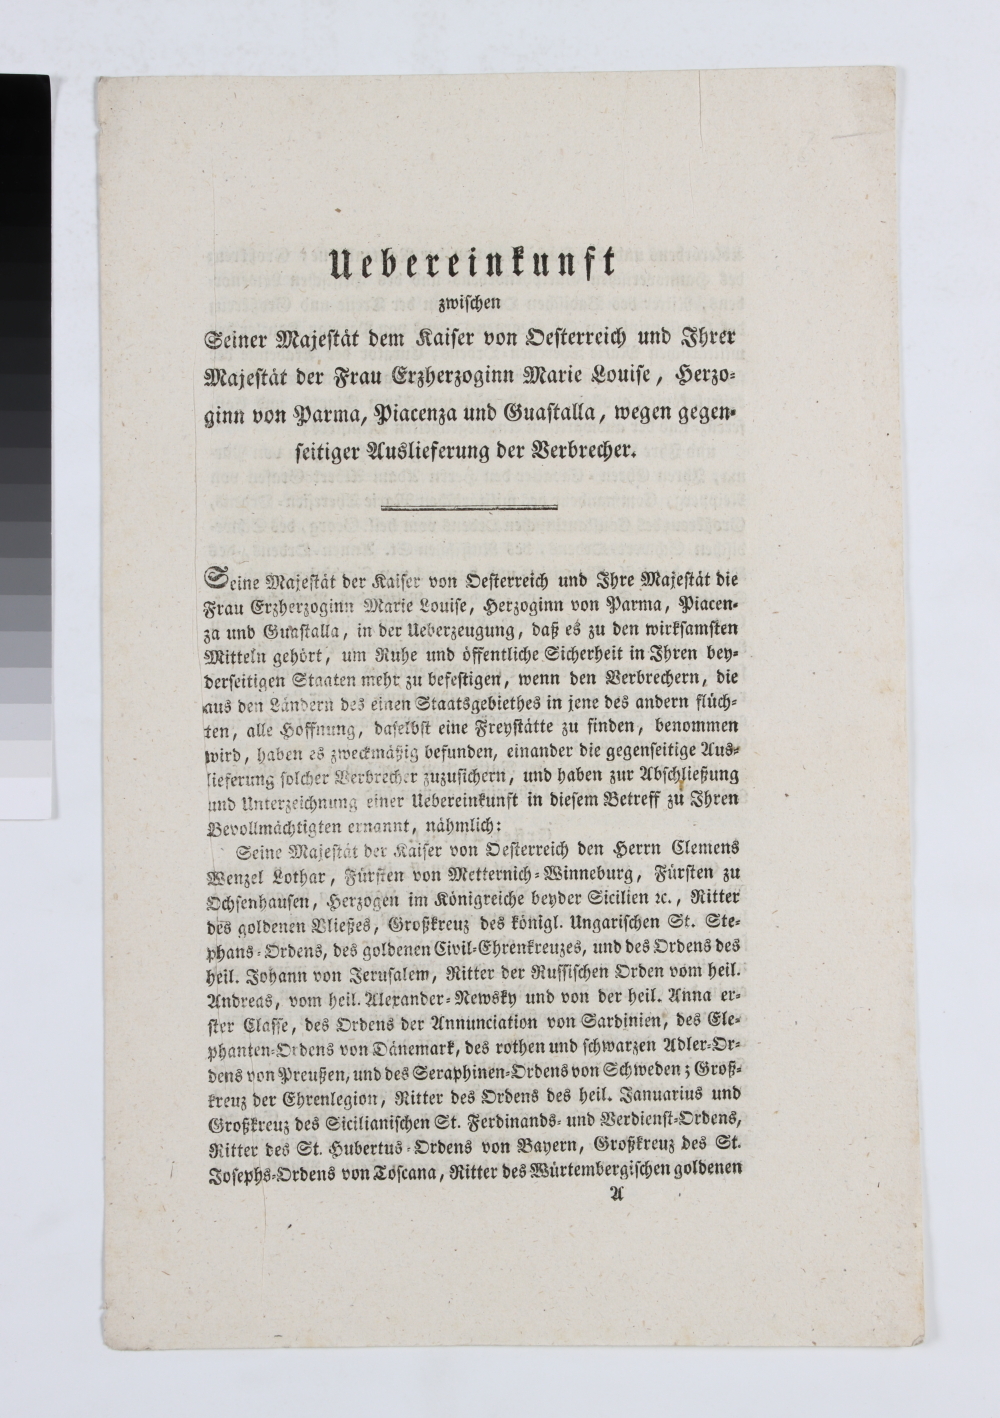 Uebereinkunft
zwischen
Seiner Majestät dem Kaiser von Oesterreich und Ihrer
Majestät der Frau Erzherzoginn Marie Louise, Herzo=
ginn von Parma, Piacenza und Guastalla, wegen gegen=
seitiger Auslieferung der Verbrecher.
Seine Majestät der Kaiser von Oesterreich und Ihre Majestät die
Frau Erzherzoginn Marie Louise, Herzoginn von Parma, Piacen=
za und Guastalla, in der Ueberzeugung, daß es zu den wirksamsten
Mitteln gehört, um Ruhe und öffentliche Sicherheit in Ihren bey=
derseitigen Staaten mehr zu befestigen, wenn den Verbrechern, die
aus den Ländern des einen Staatsgebiethes in jene des andern flüch=
ten, alle Hoffnung, daselbst eine Freystätte zu finden, benommen
wird, haben es zweckmäßig befunden, einander die gegenseitige Aus=
lieferung solcher Verbrecher zuzusichern, und haben zur Abschließung
und Unterzeichnung einer Uebereinkunft in diesem Betreff zu Ihren
Bevollmächtigten ernannt, nähmlich:
Seine Majestät der Kaiser von Oesterreich den Herrn Clemens
Wenzel Lothar, Fürsten von Metternich=Winneburg, Fürsten zu
Ochsenhausen, Herzogen im Königreiche beyder Sicilien ꝛc., Ritter
des goldenen Vließes, Großkreuz des königl. Ungarischen St. Ste=
phans=Ordens, des goldenen Civil=Ehrenkreuzes, und des Ordens des
heil. Johann von Jerusalem, Ritter der Russischen Orden vom heil.
Andreas, vom heil. Alexander=Newsky und von der heil. Anna er=
ster Classe, des Ordens der Annunciation von Sardinien, des Ele=
phanten=Ordens von Dänemark, des rothen und schwarzen Adler=Or=
dens von Preußen, und des Seraphinen=Ordens von Schweden; Groß=
kreuz der Ehrenlegion, Ritter des Ordens des heil. Januarius und
Großkreuz des Sicilianischen St. Ferdinands= und Verdienst=Ordens,
Ritter des St. Hubertus=Ordens von Bayern, Großkreuz des St.
Josephs=Ordens von Toscana, Ritter des Würtembergischen goldenen
A